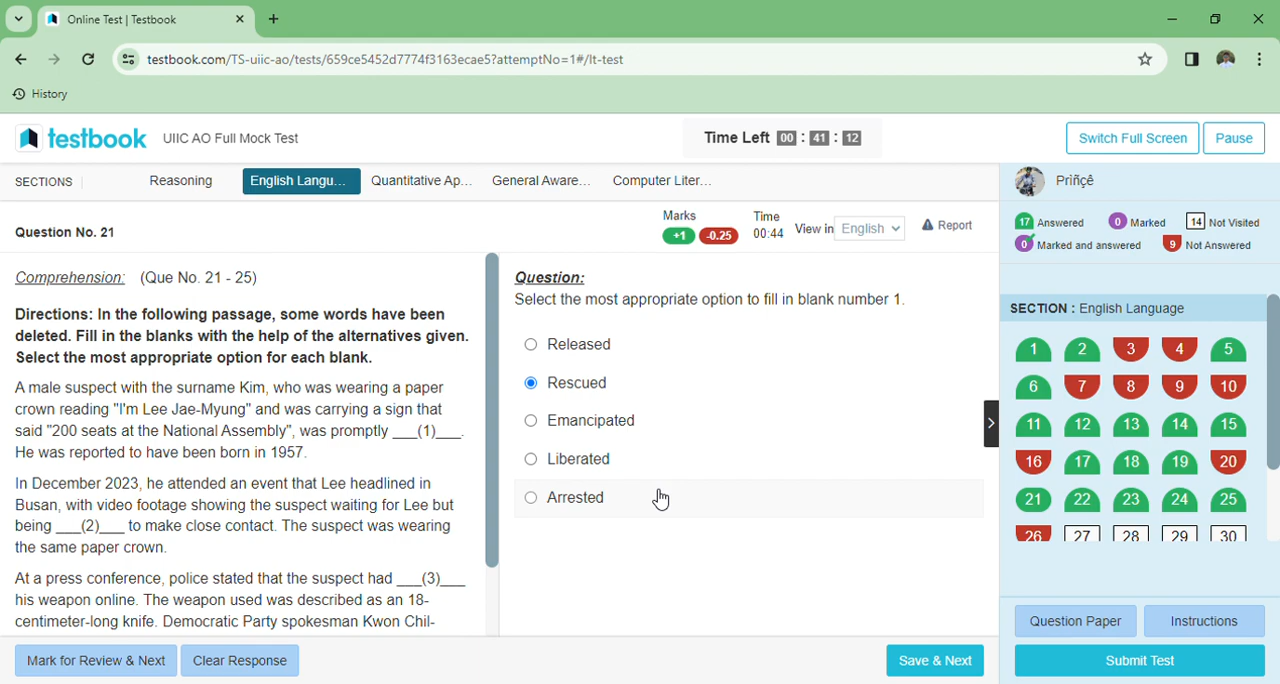 Online Test | Testbook
testbook.com/TS-uiic-ao/tests/659ce5452d7774f3163ecae5?attemptNo=1#/lt-test
History
testbook UIIC AO Full Mock Test
Time Left 00 : 41 : 12
Switch Full Screen
Pause
SECTIONS
Reasoning
English Langu...
Quantitative Ap...
General Aware...
Computer Liter...
Prìñçê
Question No. 21
Marks
+1 -0.25
Time
00:44
View in English
Report
17 Answered
0 Marked
14 Not Visited
0 Marked and answered
9 Not Answered
Comprehension: (Que No. 21 - 25)
Directions: In the following passage, some words have been
deleted. Fill in the blanks with the help of the alternatives given.
Select the most appropriate option for each blank.
A male suspect with the surname Kim, who was wearing a paper
crown reading "I'm Lee Jae-Myung" and was carrying a sign that
said "200 seats at the National Assembly", was promptly ___(1)___.
He was reported to have been born in 1957.
In December 2023, he attended an event that Lee headlined in
Busan, with video footage showing the suspect waiting for Lee but
being ___(2)___ to make close contact. The suspect was wearing
the same paper crown.
At a press conference, police stated that the suspect had ___(3)___
his weapon online. The weapon used was described as an 18-
centimeter-long knife. Democratic Party spokesman Kwon Chil-
Question:
Select the most appropriate option to fill in blank number 1.
Released
Rescued
Emancipated
Liberated
Arrested
SECTION : English Language
1 2 3 4 5
6 7 8 9 10
11 12 13 14 15
16 17 18 19 20
21 22 23 24 25
26 27 28 29 30
Question Paper
Instructions
Mark for Review & Next
Clear Response
Save & Next
Submit Test